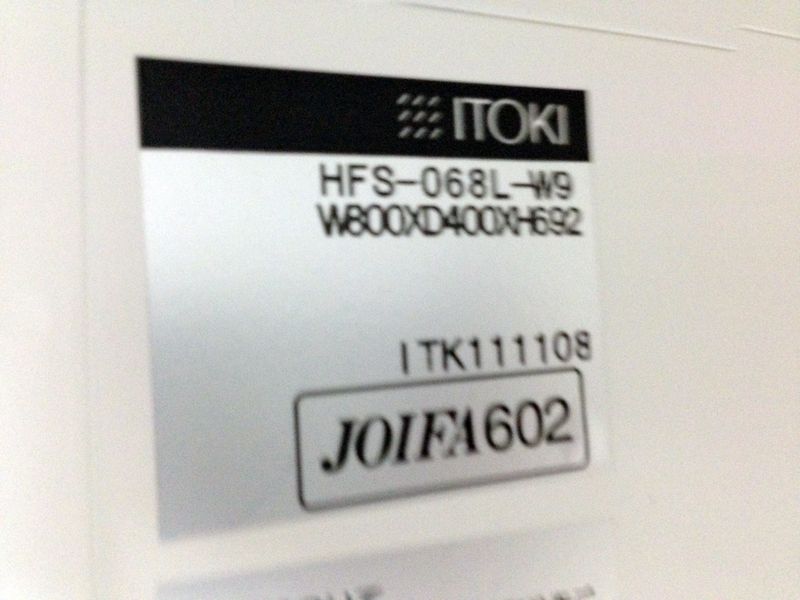 ITOKI
HFS-068L-W9
W800XD400XH692
ITK111108
JOIFA602